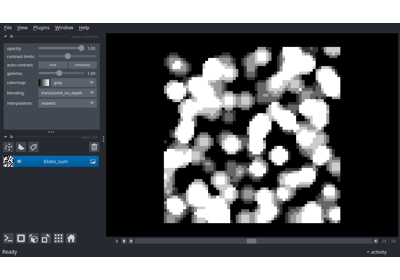 File View Plugins Window Help
opacity: 1.00
contrast limits:
auto-contrast: once continuous
gamma: 1.00
colormap: gray
blending: translucent_no_depth
interpolation: nearest
blobs_sum
Ready
activity